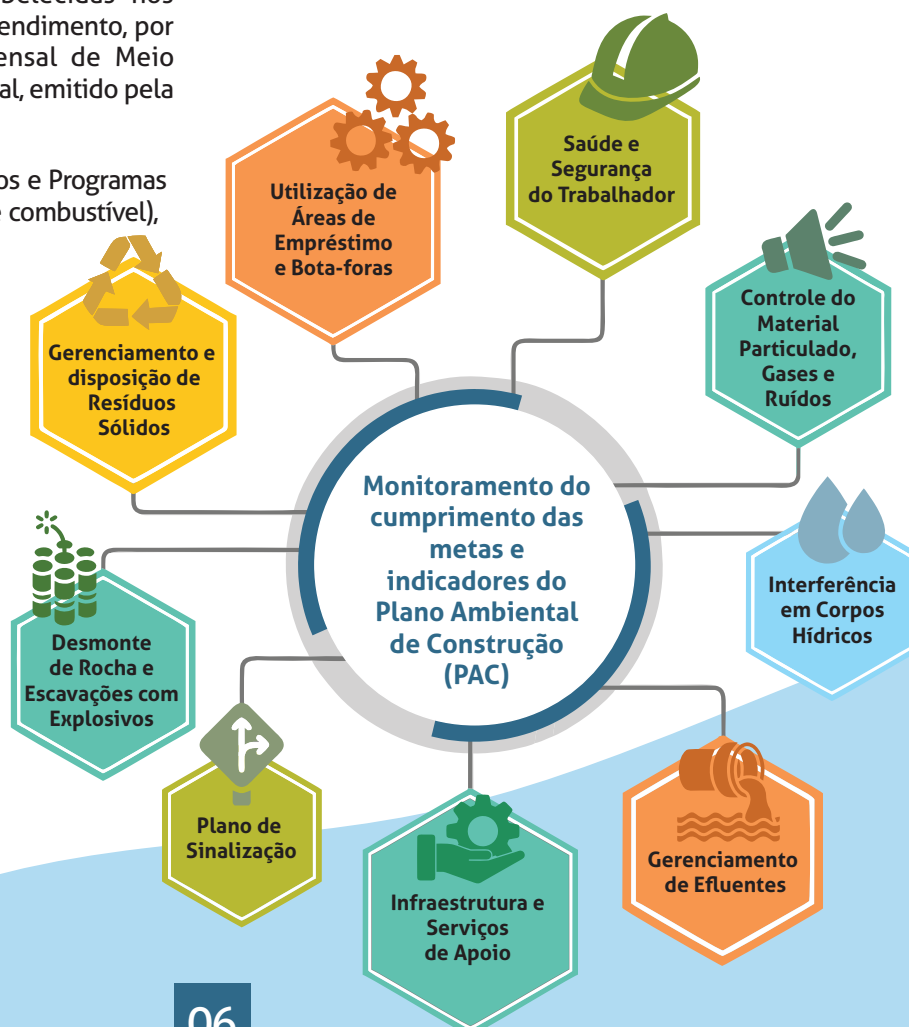 nos
endimento, por
ensal de Meio
al, emitido pela
os e Programas
combustível),
Utilização de
Áreas de
Empréstimo
e Bota-foras
Saúde e
Segurança
do Trabalhador
Controle do
Material
Particulado,
Gases e
Ruídos
Gerenciamento e
disposição de
Resíduos
Sólidos
Monitoramento do
cumprimento das
metas e
indicadores do
Plano Ambiental
de Construção
(PAC)
Interferência
em Corpos
Hídricos
Desmonte
de Rocha e
Escavações com
Explosivos
Plano de
Sinalização
Infraestrutura e
Serviços
de Apoio
Gerenciamento
de Efluentes
06